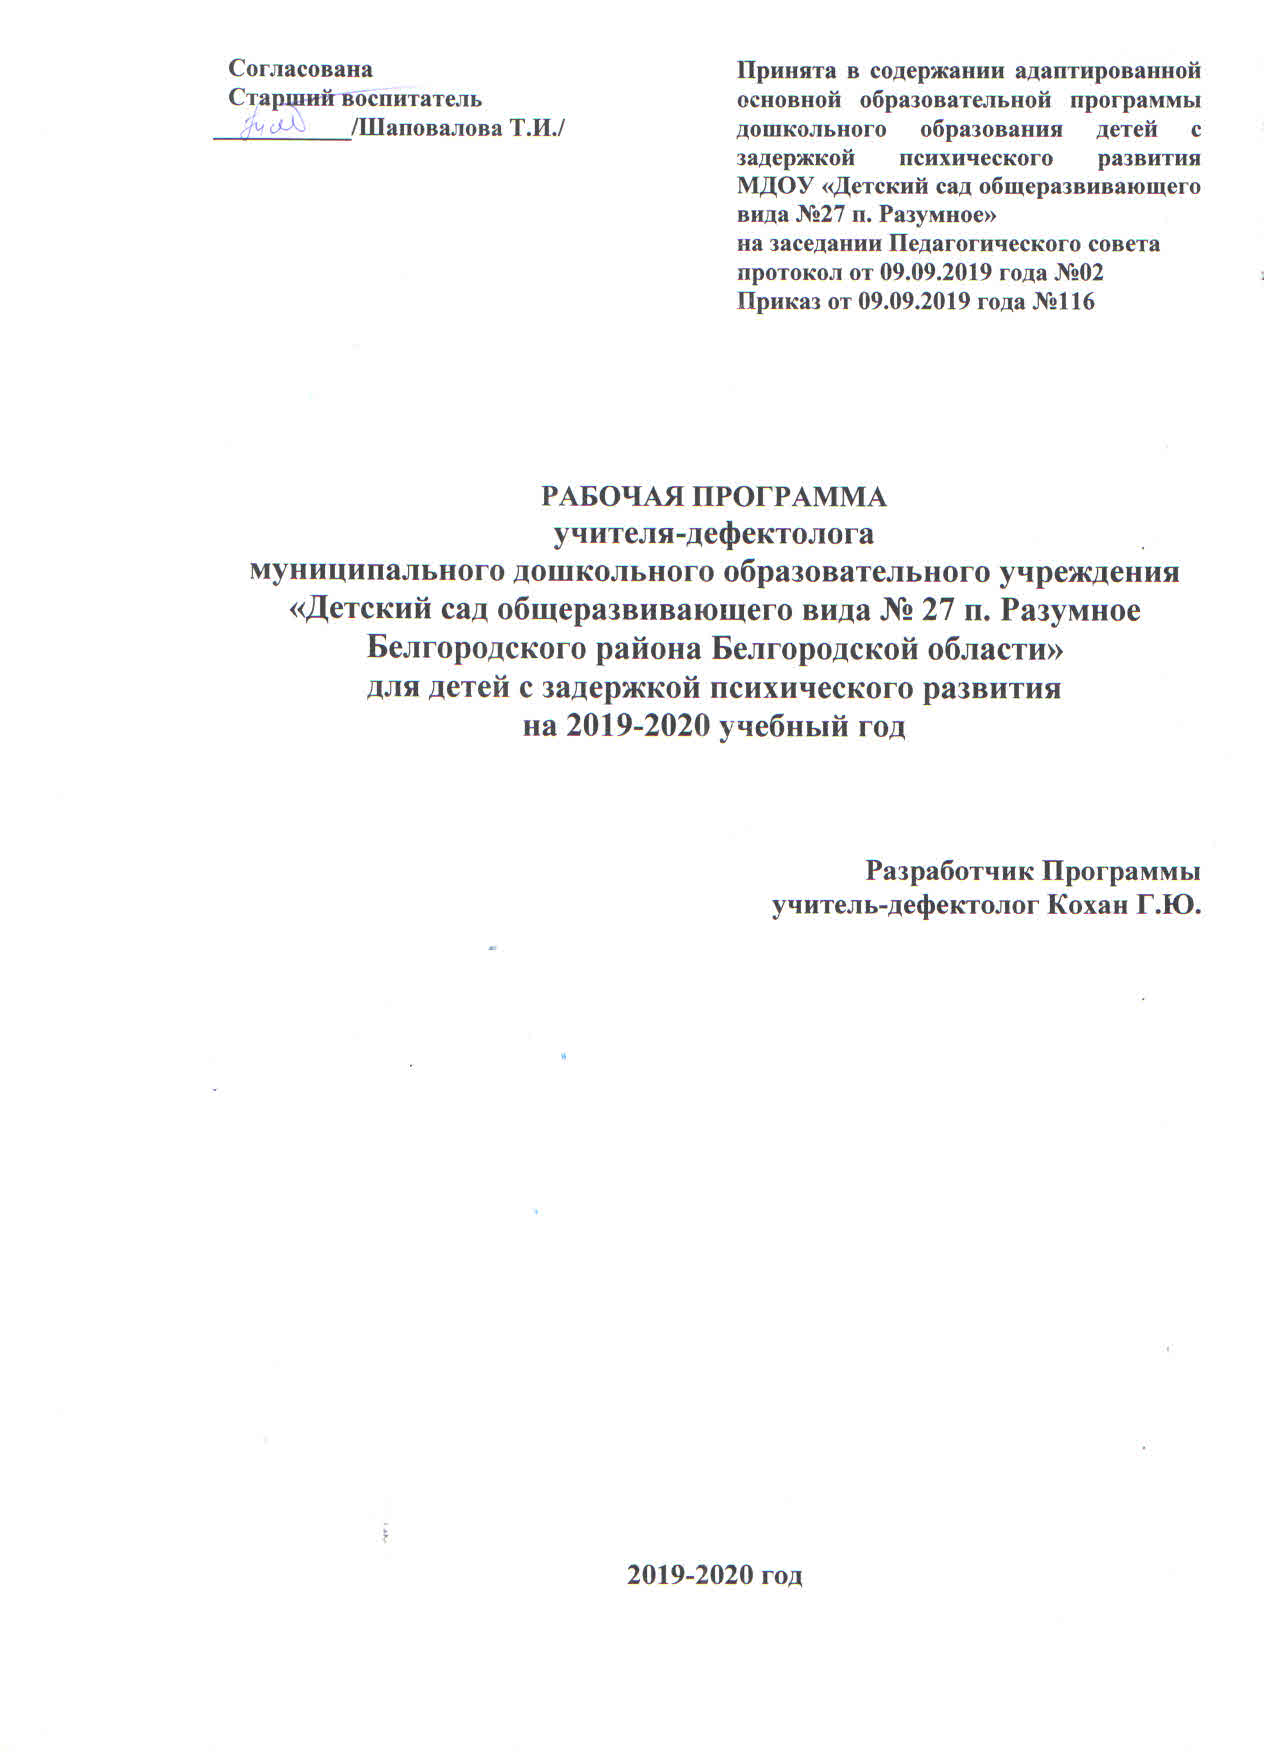 Согласована
Старший воспитатель
____________/Шаповалова Т.И./
Принята в содержании адаптированной
основной образовательной программы
дошкольного образования детей с
задержкой психического развития
МДОУ «Детский сад общеразвивающего
вида №27 п. Разумное»
на заседании Педагогического совета
протокол от 09.09.2019 года №02
Приказ от 09.09.2019 года №116
РАБОЧАЯ ПРОГРАММА
учителя-дефектолога
муниципального дошкольного образовательного учреждения
«Детский сад общеразвивающего вида № 27 п. Разумное
Белгородского района Белгородской области»
для детей с задержкой психического развития
на 2019-2020 учебный год
Разработчик Программы
учитель-дефектолог Кохан Г.Ю.
2019-2020 год